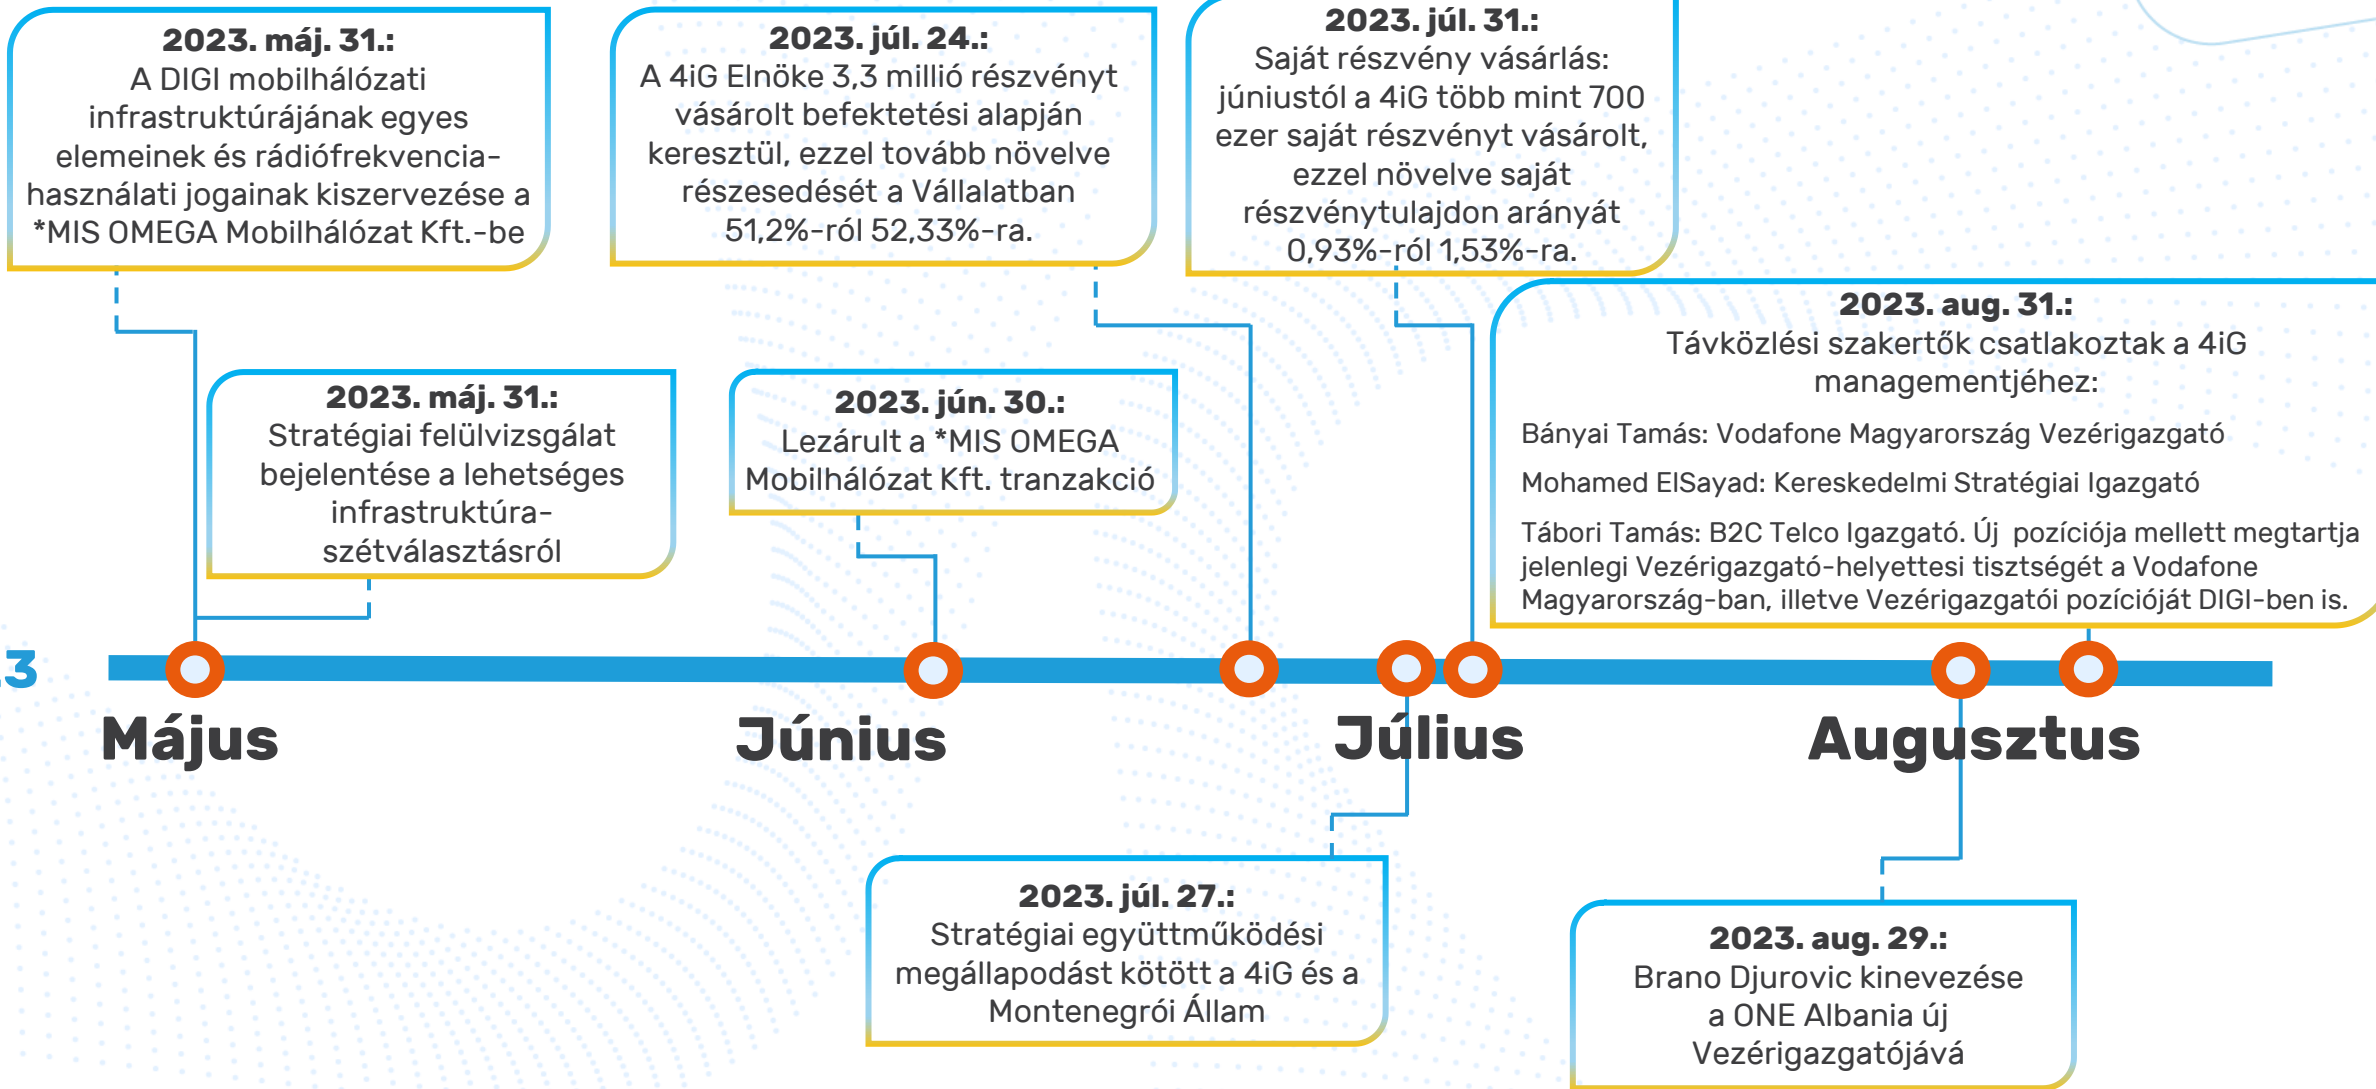 2023. máj. 31.:
A DIGI mobilhálózati
infrastruktúrájának egyes
elemeinek és rádiófrekvencia-
használati jogainak kiszervezése a
*MIS OMEGA Mobilhálózat Kft.-be
2023. júl. 24.:
A 4iG Elnöke 3,3 millió részvényt
vásárolt befektetési alapján
keresztül, ezzel tovább növelve
részesedését a Vállalatban
51,2%-ról 52,33%-ra.
2023. júl. 31.:
Saját részvény vásárlás:
júniustól a 4iG több mint 700
ezer saját részvényt vásárolt,
ezzel növelve saját
részvénytulajdon arányát
0,93%-ról 1,53%-ra.
2023. máj. 31.:
Stratégiai felülvizsgálat
bejelentése a lehetséges
infrastruktúra-
szétválasztásról
2023. jún. 30.:
Lezárult a *MIS OMEGA
Mobilhálózat Kft. tranzakció
2023. aug. 31.:
Távközlési szakertők csatlakoztak a 4iG
managementjéhez:
Bányai Tamás: Vodafone Magyarország Vezérigazgató
Mohamed ElSayad: Kereskedelmi Stratégiai Igazgató
Tábori Tamás: B2C Telco Igazgató. Új pozíciója mellett megtartja
jelenlegi Vezérigazgató-helyettesi tisztségét a Vodafone
Magyarország-ban, illetve Vezérigazgatói pozícióját DIGI-ben is.
3
Május
Június
Július
Augusztus
2023. júl. 27.:
Stratégiai együttműködési
megállapodást kötött a 4iG és a
Montenegrói Állam
2023. aug. 29.:
Brano Djurovic kinevezése
a ONE Albania új
Vezérigazgatójává